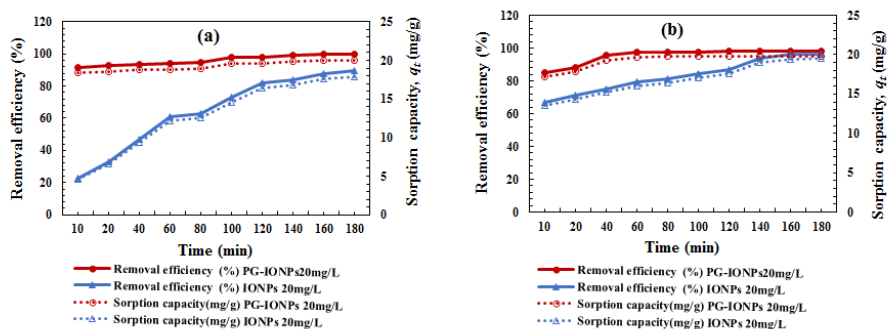 (a)
Removal efficiency (%)
120
100
80
60
40
20
0
25
20
15
10
5
0
Sorption capacity, qt (mg/g)
10 20 40 60 80 100 120 140 160 180
Time (min)
Removal efficiency (%) PG-IONPs20mg/L
Removal efficiency (%) IONPs 20mg/L
Sorption capacity(mg/g) PG-IONPs 20mg/L
Sorption capacity(mg/g) IONPs 20mg/L
(b)
Removal efficiency (%)
120
100
80
60
40
20
0
25
20
15
10
5
0
Sorption capacity, qt (mg/g)
10 20 40 60 80 100 120 140 160 180
Time (min)
Removal efficiency (%) PG-IONPs20mg/L
Removal efficiency (%) IONPs 20mg/L
Sorption capacity(mg/g) PG-IONPs 20mg/L
Sorption capacity(mg/g) IONPs 20mg/L